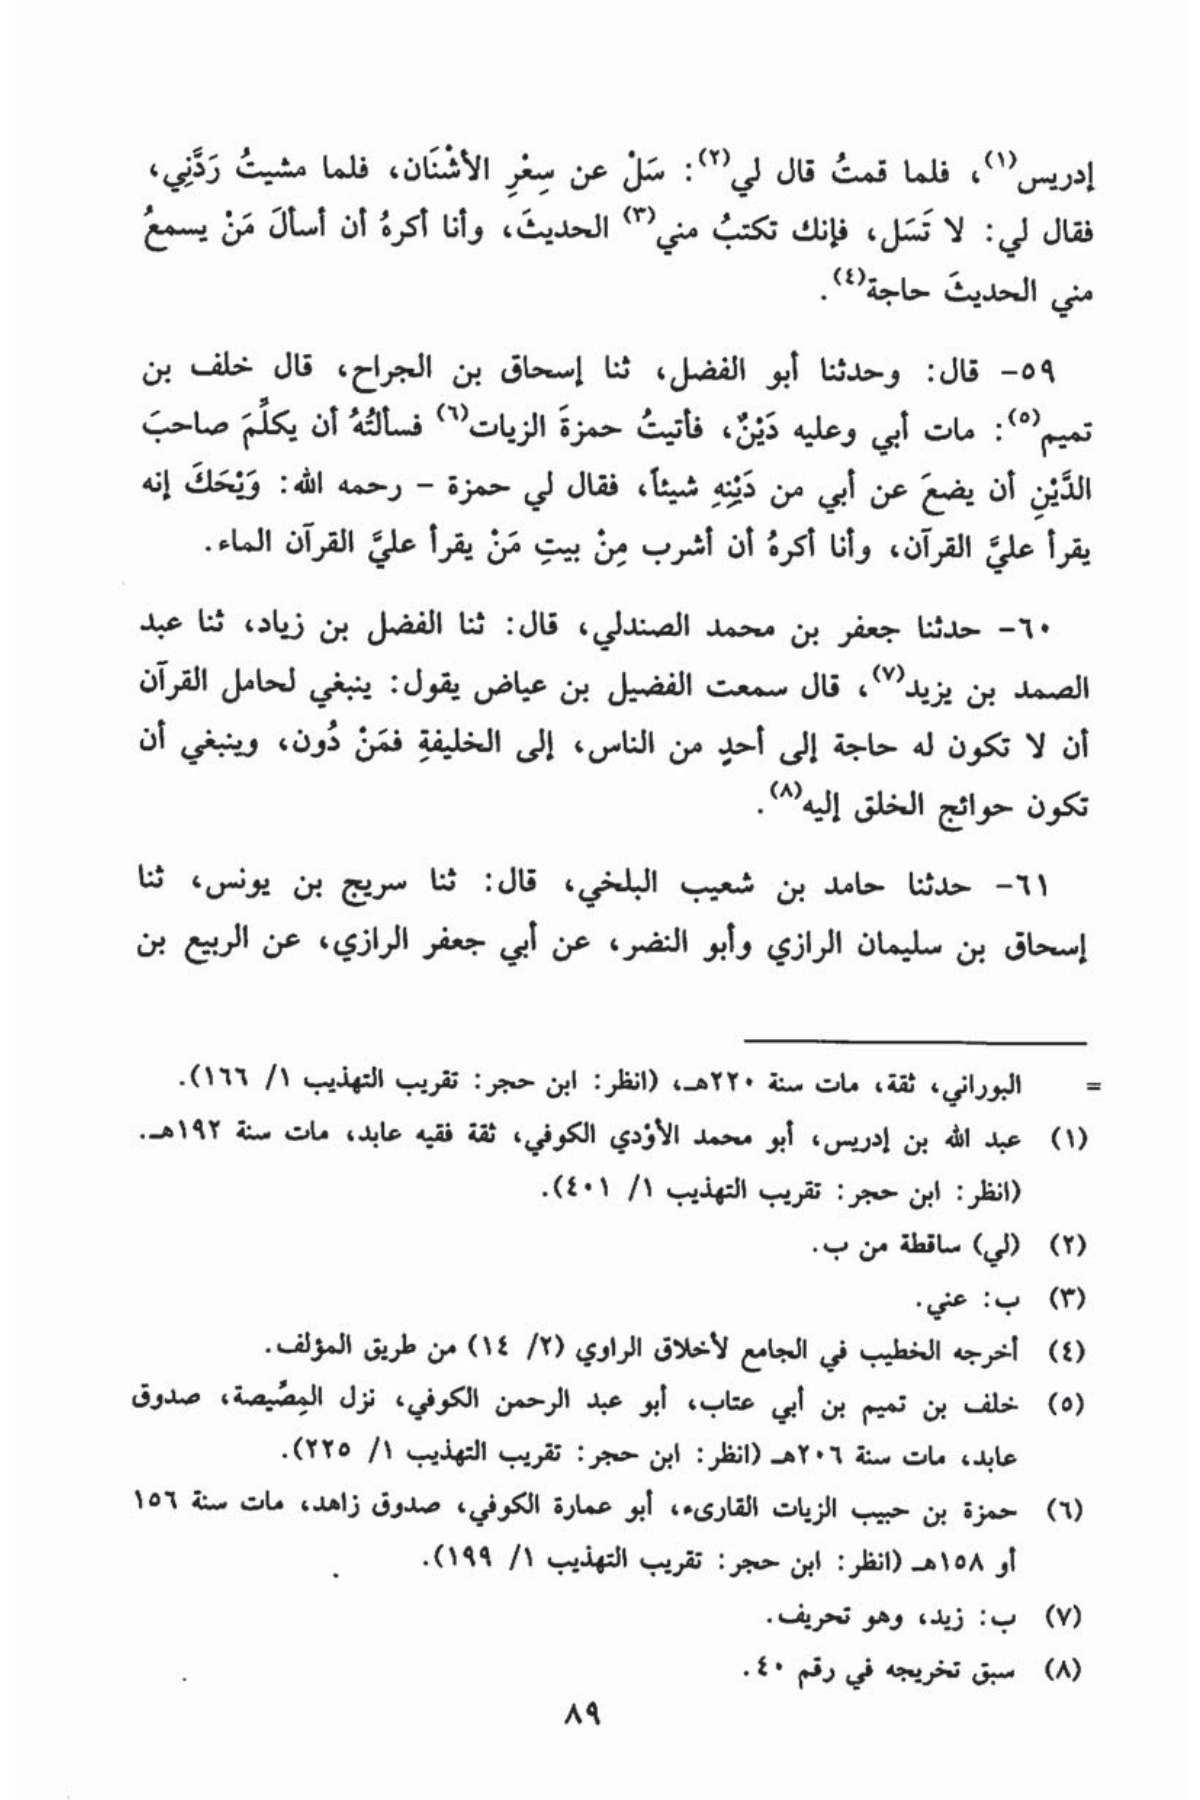 إدريس(١)، فلما قمتُ قال لي(٢): سَلْ عن سِعْرِ الأشْنَان، فلما مشيتُ رَدَّنِي،
فقال لي: لا تَسَل، فإنك تكتبُ مني(٣) الحديثَ، وأنا أكرهُ أن أسألَ مَنْ يسمعُ
مني الحديثَ حاجة(٤).
٥٩- قال: وحدثنا أبو الفضل، ثنا إسحاق بن الجراح، قال خلف بن
تميم(٥): مات أبي وعليه دَيْنٌ، فأتيتُ حمزةَ الزيات(٦) فسألتُهُ أن يكلِّمَ صاحبَ
الدَّيْنِ أن يضعَ عن أبي من دَيْنِهِ شيئاً، فقال لي حمزة - رحمه الله: وَيْحَكَ إنه
يقرأ عليَّ القرآن، وأنا أكرهُ أن أشرب مِنْ بيتِ مَنْ يقرأ عليَّ القرآن الماء.
٦٠- حدثنا جعفر بن محمد الصندلي، قال: ثنا الفضل بن زياد، ثنا عبد
الصمد بن يزيد(٧)، قال سمعت الفضيل بن عياض يقول: ينبغي لحامل القرآن
أن لا تكون له حاجة إلى أحدٍ من الناس، إلى الخليفةِ فمَنْ دُون، وينبغي أن
تكون حوائج الخلق إليه(٨).
٦١- حدثنا حامد بن شعيب البلخي، قال: ثنا سريج بن يونس، ثنا
إسحاق بن سليمان الرازي وأبو النضر، عن أبي جعفر الرازي، عن الربيع بن
= البوراني، ثقة، مات سنة ٢٢٠هـ، (انظر: ابن حجر: تقريب التهذيب ١/ ١٦٦).
(١) عبد الله بن إدريس، أبو محمد الأوْدي الكوفي، ثقة فقيه عابد، مات سنة ١٩٢هـ.
(انظر: ابن حجر: تقريب التهذيب ١/ ٤٠١).
(٢) (لي) ساقطة من ب.
(٣) ب: عني.
(٤) أخرجه الخطيب في الجامع لأخلاق الراوي (٢/ ١٤) من طريق المؤلف.
(٥) خلف بن تميم بن أبي عتاب، أبو عبد الرحمن الكوفي، نزل المِصِّيصة، صدوق
عابد، مات سنة ٢٠٦هـ (انظر: ابن حجر: تقريب التهذيب ١/ ٢٢٥).
(٦) حمزة بن حبيب الزيات القارىء، أبو عمارة الكوفي، صدوق زاهد، مات سنة ١٥٦
أو ١٥٨هـ (انظر: ابن حجر: تقريب التهذيب ١/ ١٩٩).
(٧) ب: زيد، وهو تحريف.
(٨) سبق تخريجه في رقم ٤٠.
٨٩